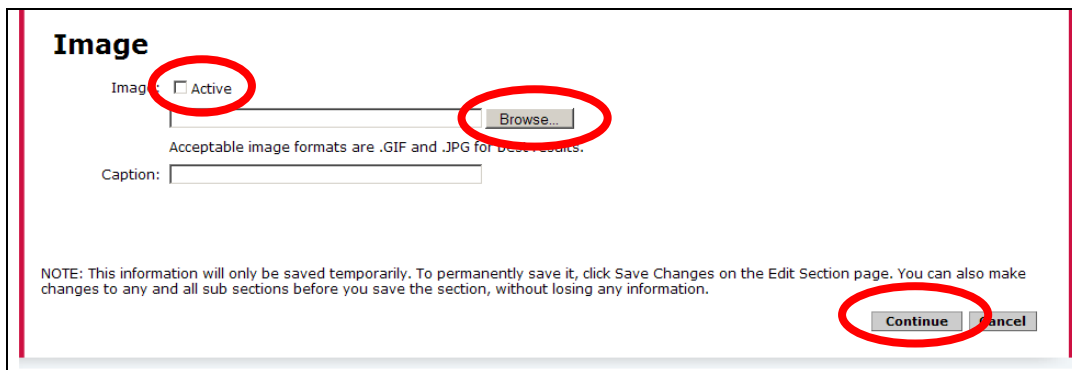 Image
Image: Active
Browse...
Acceptable image formats are .GIF and .JPG for best results.
Caption:
NOTE: This information will only be saved temporarily. To permanently save it, click Save Changes on the Edit Section page. You can also make
changes to any and all sub sections before you save the section, without losing any information.
Continue Cancel